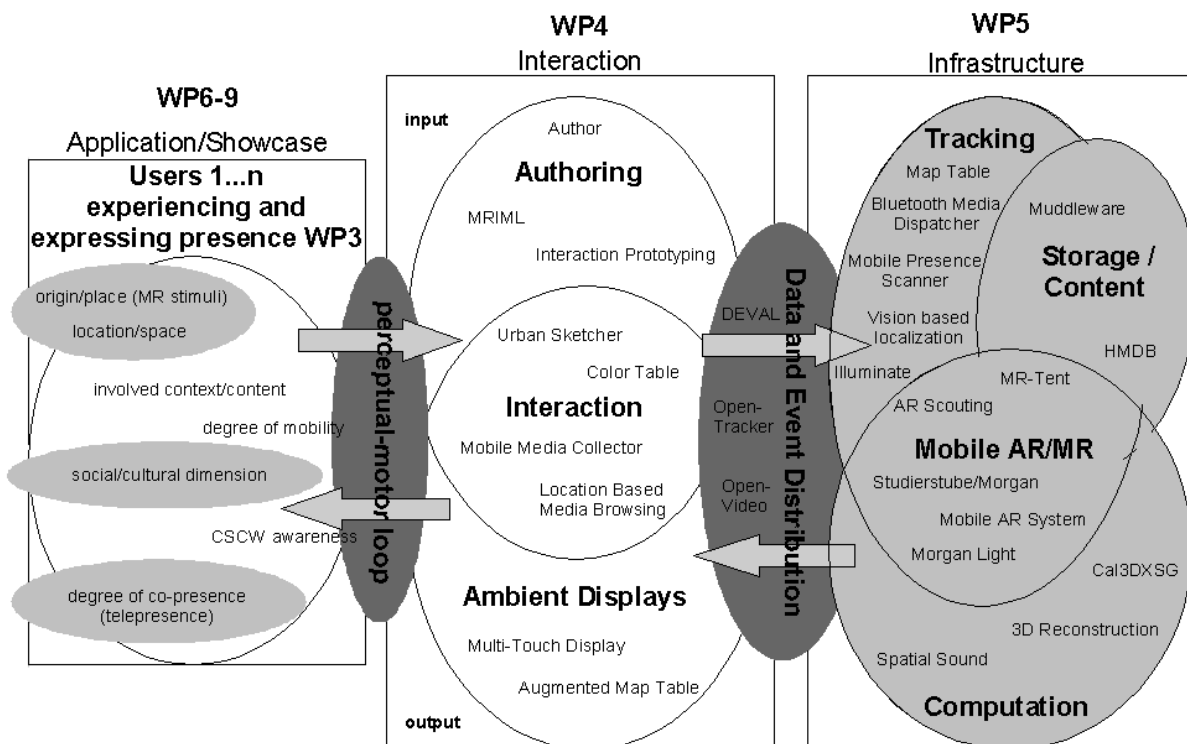 WP6-9
Application/Showcase
Users 1...n
experiencing and
expressing presence WP3
origin/place (MR stimuli)
location/space
involved context/content
degree of mobility
social/cultural dimension
CSCW awareness
degree of co-presence
(telepresence)
perceptual-motor loop
WP4
Interaction
input
Author
Authoring
MRIML
Interaction Prototyping
Urban Sketcher
Color Table
Interaction
Mobile Media Collector
Location Based
Media Browsing
Ambient Displays
Multi-Touch Display
Augmented Map Table
output
Data and Event Distribution
DEVAL
Open-
Tracker
Open-
Video
WP5
Infrastructure
Tracking
Map Table
Bluetooth Media
Dispatcher
Mobile Presence
Scanner
Vision based
localization
Illuminate
Muddleware
Storage /
Content
HMDB
MR-Tent
AR Scouting
Mobile AR/MR
Studierstube/Morgan
Mobile AR System
Morgan Light
Cal3DXSG
3D Reconstruction
Spatial Sound
Computation